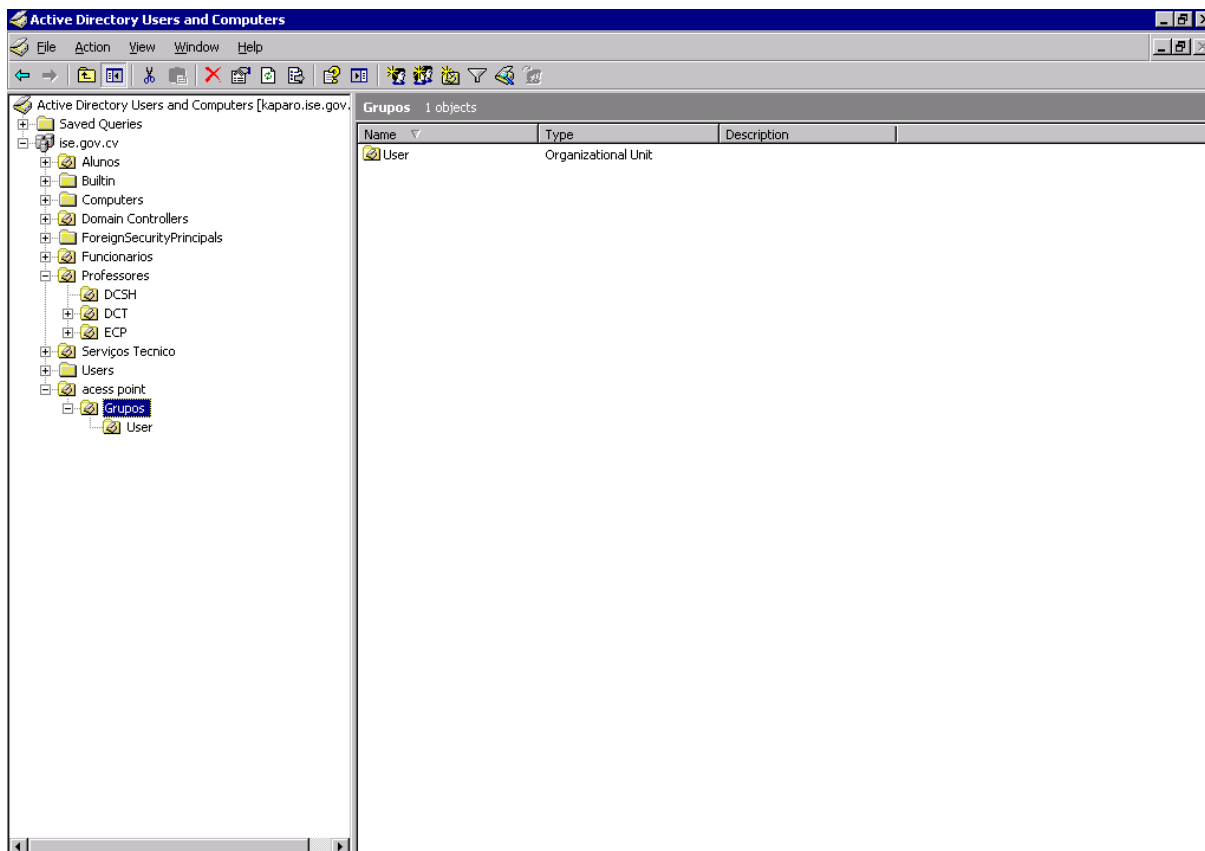 Active Directory Users and Computers
File Action View Window Help
Active Directory Users and Computers [kaparo.ise.gov.
Saved Queries
ise.gov.cv
Alunos
Builtin
Computers
Domain Controllers
ForeignSecurityPrincipals
Funcionarios
Professores
DCSH
DCT
ECP
Serviços Tecnico
Users
acess point
Grupos
User
Grupos 1 objects
Name Type Description
User Organizational Unit